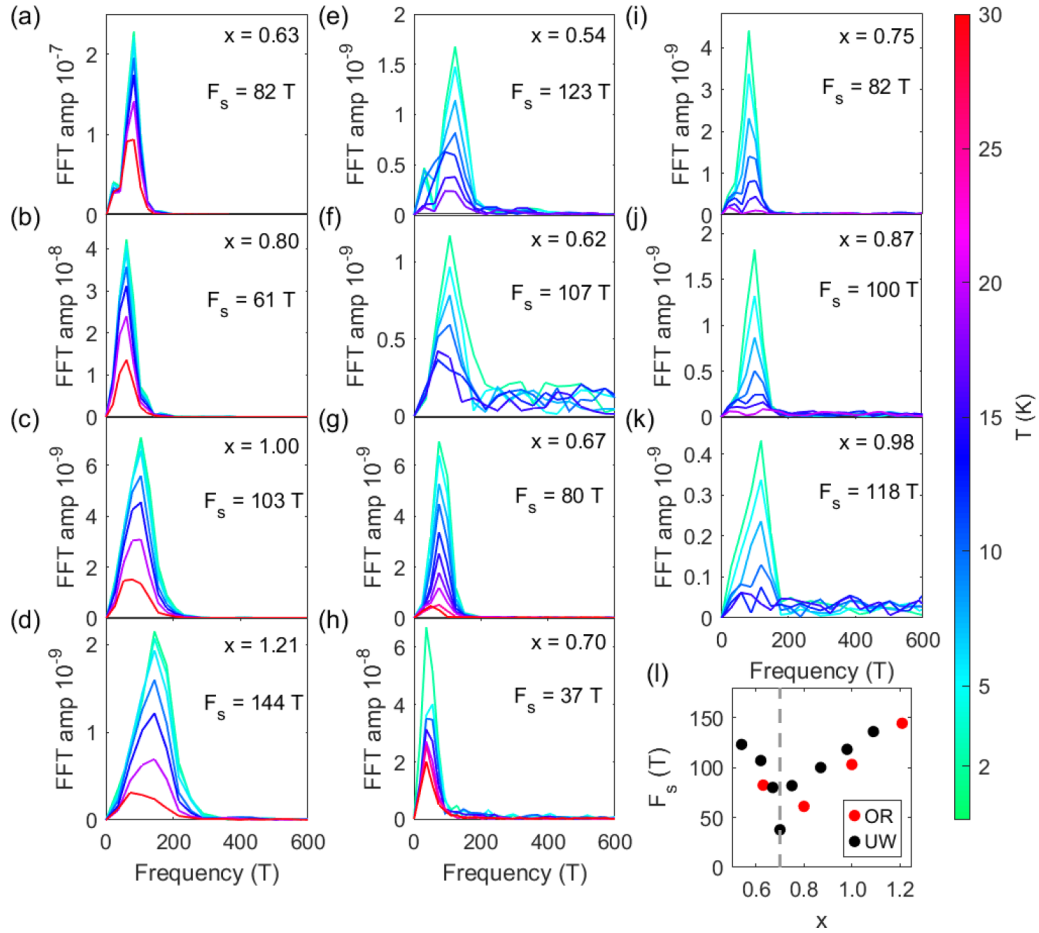 (a)
x = 0.63
F_s = 82 T
FFT amp 10^-7
2
1
0
(b)
x = 0.80
F_s = 61 T
FFT amp 10^-8
4
3
2
1
0
(c)
x = 1.00
F_s = 103 T
FFT amp 10^-9
6
4
2
0
(d)
x = 1.21
F_s = 144 T
FFT amp 10^-9
2
1
0
0 200 400 600
Frequency (T)
(e)
x = 0.54
F_s = 123 T
FFT amp 10^-9
2
1.5
1
0.5
0
(f)
x = 0.62
F_s = 107 T
FFT amp 10^-9
1
0.5
0
(g)
x = 0.67
F_s = 80 T
FFT amp 10^-9
6
4
2
0
(h)
x = 0.70
F_s = 37 T
FFT amp 10^-8
6
4
2
0
0 200 400 600
Frequency (T)
(i)
x = 0.75
F_s = 82 T
FFT amp 10^-9
4
3
2
1
0
(j)
x = 0.87
F_s = 100 T
FFT amp 10^-9
2
1.5
1
0.5
0
(k)
x = 0.98
F_s = 118 T
FFT amp 10^-9
0.4
0.3
0.2
0.1
0
0 200 400 600
Frequency (T)
(l)
F_s (T)
150
100
50
0
OR
UW
0.6 0.8 1.0 1.2
x
30
25
20
15
10
5
2
T (K)